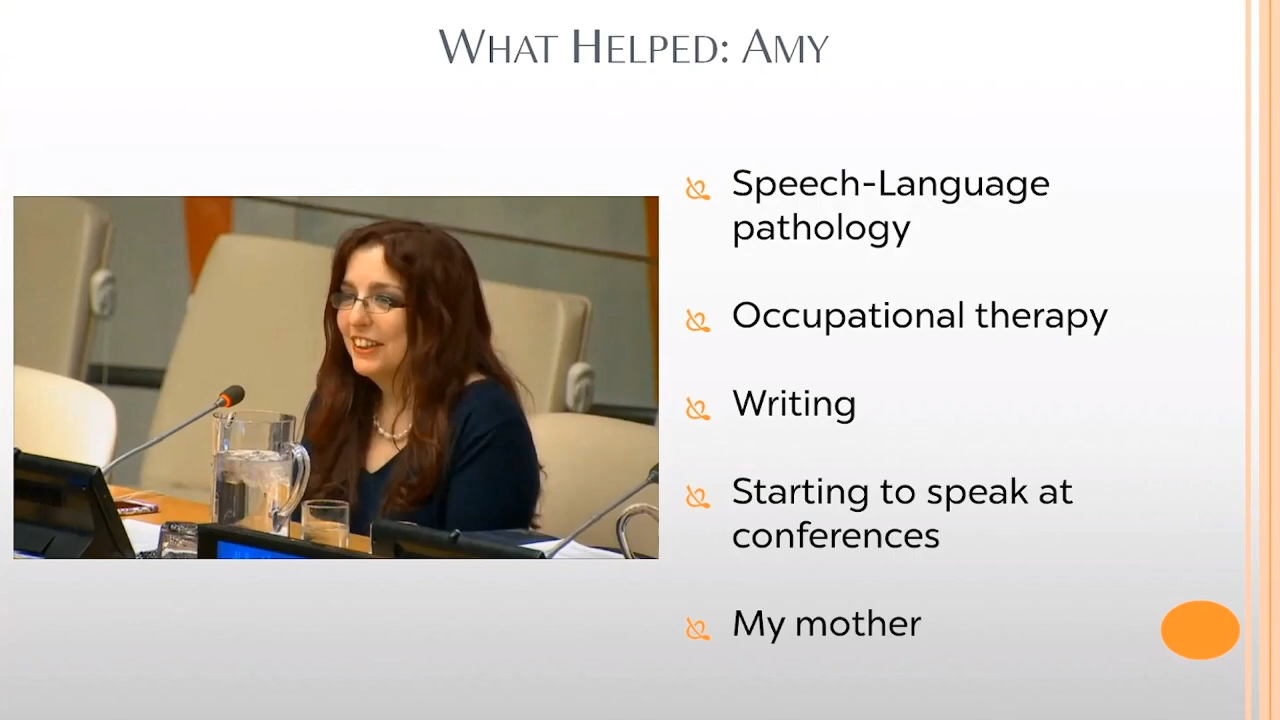 What Helped: Amy
Speech-Language
pathology
Occupational therapy
Writing
Starting to speak at
conferences
My mother